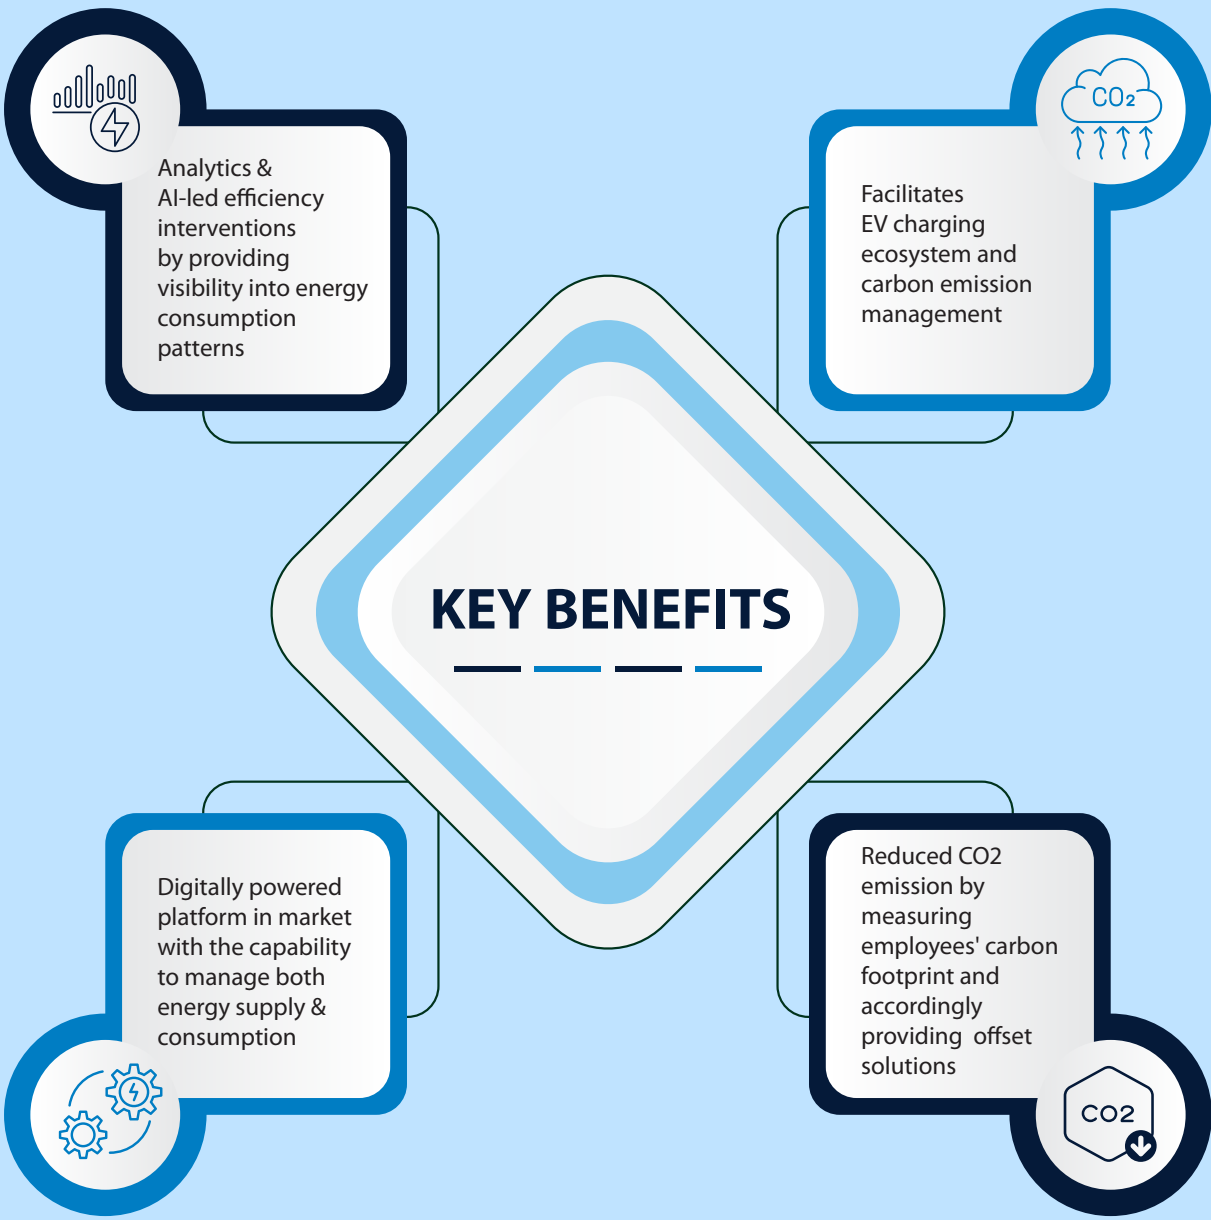 Analytics &
AI-led efficiency
interventions
by providing
visibility into energy
consumption
patterns
CO2
Facilitates
EV charging
ecosystem and
carbon emission
management
KEY BENEFITS
Digitally powered
platform in market
with the capability
to manage both
energy supply &
consumption
Reduced CO2
emission by
measuring
employees' carbon
footprint and
accordingly
providing  offset
solutions
CO2